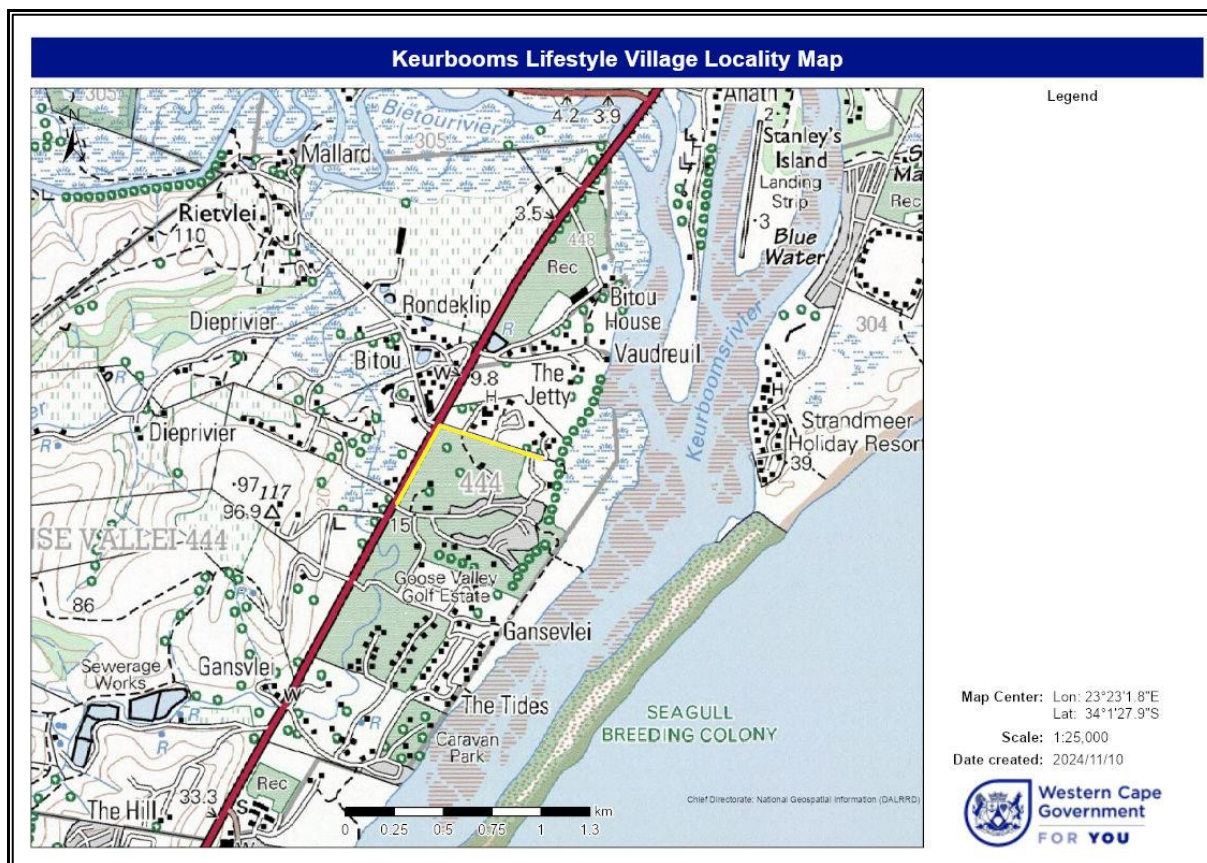 Keurbooms Lifestyle Village Locality Map
Legend
305
N
Bietourivier
305
4.2
3.9
Anath
2
Stanley's
Island
Landing
Strip
3
Blue
Water
Rec
Mallard
Rietvlei
110
3.5
448
Rec
R
Bitou
House
Vaudreuil
Keurboomsrivier
304
Rondeklip
R
Dieprivier
Bitou
W
9.8
H
The
Jetty
H
Strandmeer
Holiday Resort
39
R
Dieprivier
97
117
96.9
444
15
NSE VALLEI 444
86
Goose Valley
Golf Estate
Gansevlei
Sewerage
Works
Gansvlei
W
R
R
The Tides
Caravan
Park
SEAGULL
BREEDING COLONY
The Hill
33.3
S
Rec
W
km
0 0.25 0.5 0.75 1 1.3
Chief Directorate: National Geospatial Information (DALRRD)
Map Center: Lon: 23°23'1.8"E
Lat: 34°1'27.9"S
Scale: 1:25,000
Date created: 2024/11/10
Western Cape
Government
FOR YOU